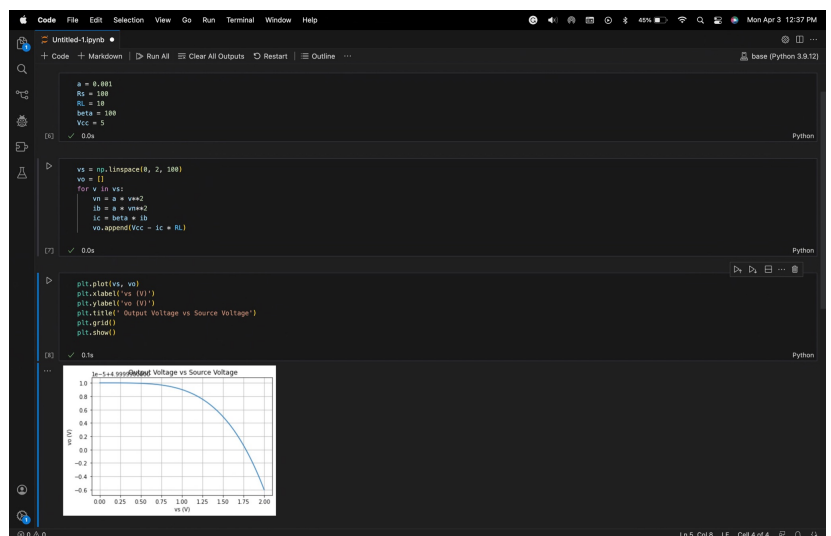 Code File Edit Selection View Go Run Terminal Window Help 45% Mon Apr 3 12:37 PM
Untitled-1.ipynb
+ Code + Markdown | Run All Clear All Outputs Restart | Outline ··· base (Python 3.9.12)
a = 0.001
Rs = 100
RL = 10
beta = 100
Vcc = 5
[6] 0.0s Python
vs = np.linspace(0, 2, 100)
vo = []
for v in vs:
vn = a * v**2
ib = a * vn**2
ic = beta * ib
vo.append(Vcc - ic * RL)
[7] 0.0s Python
plt.plot(vs, vo)
plt.xlabel('vs (V)')
plt.ylabel('vo (V)')
plt.title(' Output Voltage vs Source Voltage')
plt.grid()
plt.show()
[8] 0.1s Python
Output Voltage vs Source Voltage
1.0
0.8
0.6
0.4
0.2
0.0
−0.2
−0.4
−0.6
vo (V)
0.00 0.25 0.50 0.75 1.00 1.25 1.50 1.75 2.00
vs (V)
Ln 5, Col 8 LF Cell 4 of 4